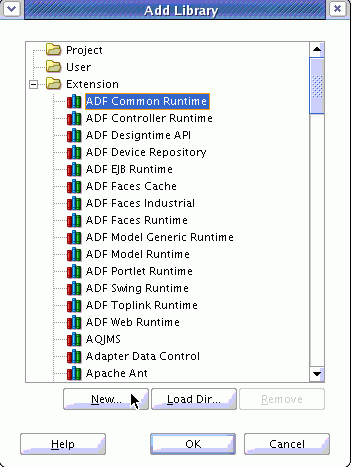 Add Library
Project
User
Extension
ADF Common Runtime
ADF Controller Runtime
ADF Designtime API
ADF Device Repository
ADF EJB Runtime
ADF Faces Cache
ADF Faces Industrial
ADF Faces Runtime
ADF Model Generic Runtime
ADF Model Runtime
ADF Portlet Runtime
ADF Swing Runtime
ADF Toplink Runtime
ADF Web Runtime
AQJMS
Adapter Data Control
Apache Ant
New... Load Dir... Remove
Help OK Cancel